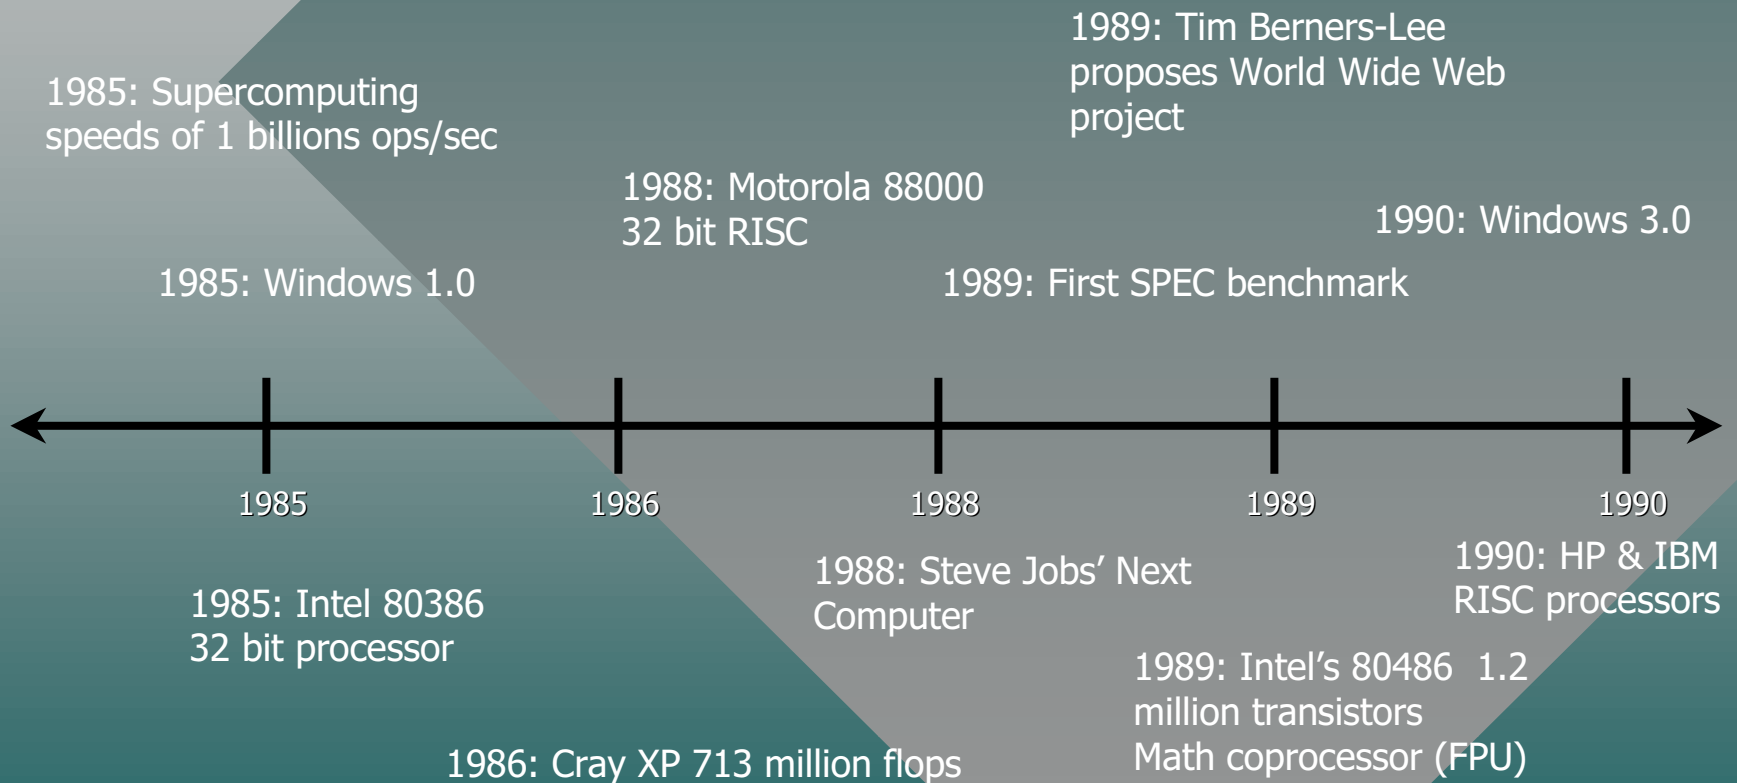 1989: Tim Berners-Lee
proposes World Wide Web
project
1985: Supercomputing
speeds of 1 billions ops/sec
1988: Motorola 88000
32 bit RISC
1990: Windows 3.0
1985: Windows 1.0
1989: First SPEC benchmark
1985
1986
1988
1989
1990
1985: Intel 80386
32 bit processor
1988: Steve Jobs’ Next
Computer
1990: HP & IBM
RISC processors
1989: Intel’s 80486  1.2
million transistors
Math coprocessor (FPU)
1986: Cray XP 713 million flops